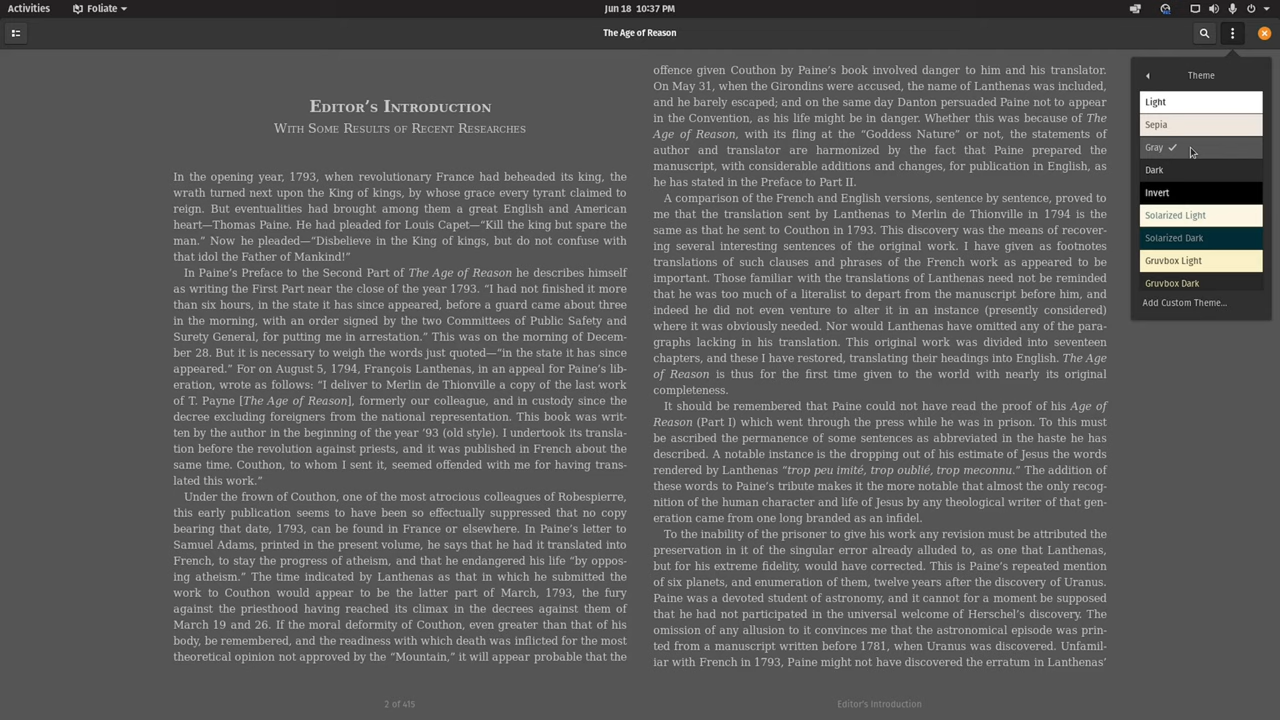 Activities
Foliate
Jun 18 10:37 PM
The Age of Reason
Editor's Introduction
With Some Results of Recent Researches
In the opening year, 1793, when revolutionary France had beheaded its king, the
wrath turned next upon the King of kings, by whose grace every tyrant claimed to
reign. But eventualities had brought among them a great English and American
heart—Thomas Paine. He had pleaded for Louis Capet—“Kill the king but spare the
man.” Now he pleaded—“Disbelieve in the King of kings, but do not confuse with
that idol the Father of Mankind!”
In Paine’s Preface to the Second Part of The Age of Reason he describes himself
as writing the First Part near the close of the year 1793. “I had not finished it more
than six hours, in the state it has since appeared, before a guard came about three
in the morning, with an order signed by the two Committees of Public Safety and
Surety General, for putting me in arrestation.” This was on the morning of Decem-
ber 28. But it is necessary to weigh the words just quoted—“in the state it has since
appeared.” For on August 5, 1794, François Lanthenas, in an appeal for Paine’s lib-
eration, wrote as follows: “I deliver to Merlin de Thionville a copy of the last work
of T. Payne [The Age of Reason], formerly our colleague, and in custody since the
decree excluding foreigners from the national representation. This book was writ-
ten by the author in the beginning of the year ’93 (old style). I undertook its transla-
tion before the revolution against priests, and it was published in French about the
same time. Couthon, to whom I sent it, seemed offended with me for having trans-
lated this work.”
Under the frown of Couthon, one of the most atrocious colleagues of Robespierre,
this early publication seems to have been so effectually suppressed that no copy
bearing that date, 1793, can be found in France or elsewhere. In Paine’s letter to
Samuel Adams, printed in the present volume, he says that he had it translated into
French, to stay the progress of atheism, and that he endangered his life “by oppos-
ing atheism.” The time indicated by Lanthenas as that in which he submitted the
work to Couthon would appear to be the latter part of March, 1793, the fury
against the priesthood having reached its climax in the decrees against them of
March 19 and 26. If the moral deformity of Couthon, even greater than that of his
body, be remembered, and the readiness with which death was inflicted for the most
theoretical opinion not approved by the “Mountain,” it will appear probable that the
offence given Couthon by Paine’s book involved danger to him and his translator.
On May 31, when the Girondins were accused, the name of Lanthenas was included,
and he barely escaped; and on the same day Danton persuaded Paine not to appear
in the Convention, as his life might be in danger. Whether this was because of The
Age of Reason, with its fling at the “Goddess Nature” or not, the statements of
author and translator are harmonized by the fact that Paine prepared the
manuscript, with considerable additions and changes, for publication in English, as
he has stated in the Preface to Part II.
A comparison of the French and English versions, sentence by sentence, proved to
me that the translation sent by Lanthenas to Merlin de Thionville in 1794 is the
same as that he sent to Couthon in 1793. This discovery was the means of recover-
ing several interesting sentences of the original work. I have given as footnotes
translations of such clauses and phrases of the French work as appeared to be
important. Those familiar with the translations of Lanthenas need not be reminded
that he was too much of a literalist to depart from the manuscript before him, and
indeed he did not even venture to alter it in an instance (presently considered)
where it was obviously needed. Nor would Lanthenas have omitted any of the para-
graphs lacking in his translation. This original work was divided into seventeen
chapters, and these I have restored, translating their headings into English. The Age
of Reason is thus for the first time given to the world with nearly its original
completeness.
It should be remembered that Paine could not have read the proof of his Age of
Reason (Part I) which went through the press while he was in prison. To this must
be ascribed the permanence of some sentences as abbreviated in the haste he has
described. A notable instance is the dropping out of his estimate of Jesus the words
rendered by Lanthenas “trop peu imité, trop oublié, trop meconnu.” The addition of
these words to Paine’s tribute makes it the more notable that almost the only recog-
nition of the human character and life of Jesus by any theological writer of that gen-
eration came from one long branded as an infidel.
To the inability of the prisoner to give his work any revision must be attributed the
preservation in it of the singular error already alluded to, as one that Lanthenas,
but for his extreme fidelity, would have corrected. This is Paine’s repeated mention
of six planets, and enumeration of them, twelve years after the discovery of Uranus.
Paine was a devoted student of astronomy, and it cannot for a moment be supposed
that he had not participated in the universal welcome of Herschel’s discovery. The
omission of any allusion to it convinces me that the astronomical episode was prin-
ted from a manuscript written before 1781, when Uranus was discovered. Unfamil-
iar with French in 1793, Paine might not have discovered the erratum in Lanthenas’
2 of 415
Editor's Introduction
Theme
Light
Sepia
Gray
Dark
Invert
Solarized Light
Solarized Dark
Gruvbox Light
Gruvbox Dark
Add Custom Theme...